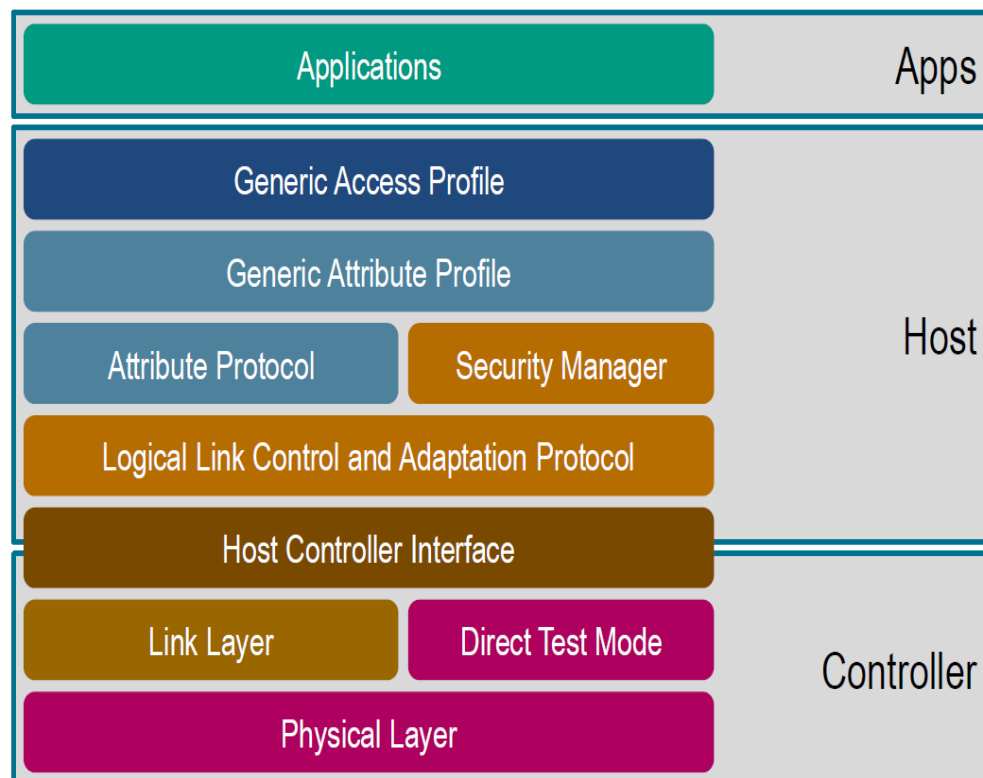 Applications
Apps
Generic Access Profile
Generic Attribute Profile
Host
Attribute Protocol
Security Manager
Logical Link Control and Adaptation Protocol
Host Controller Interface
Link Layer
Direct Test Mode
Controller
Physical Layer